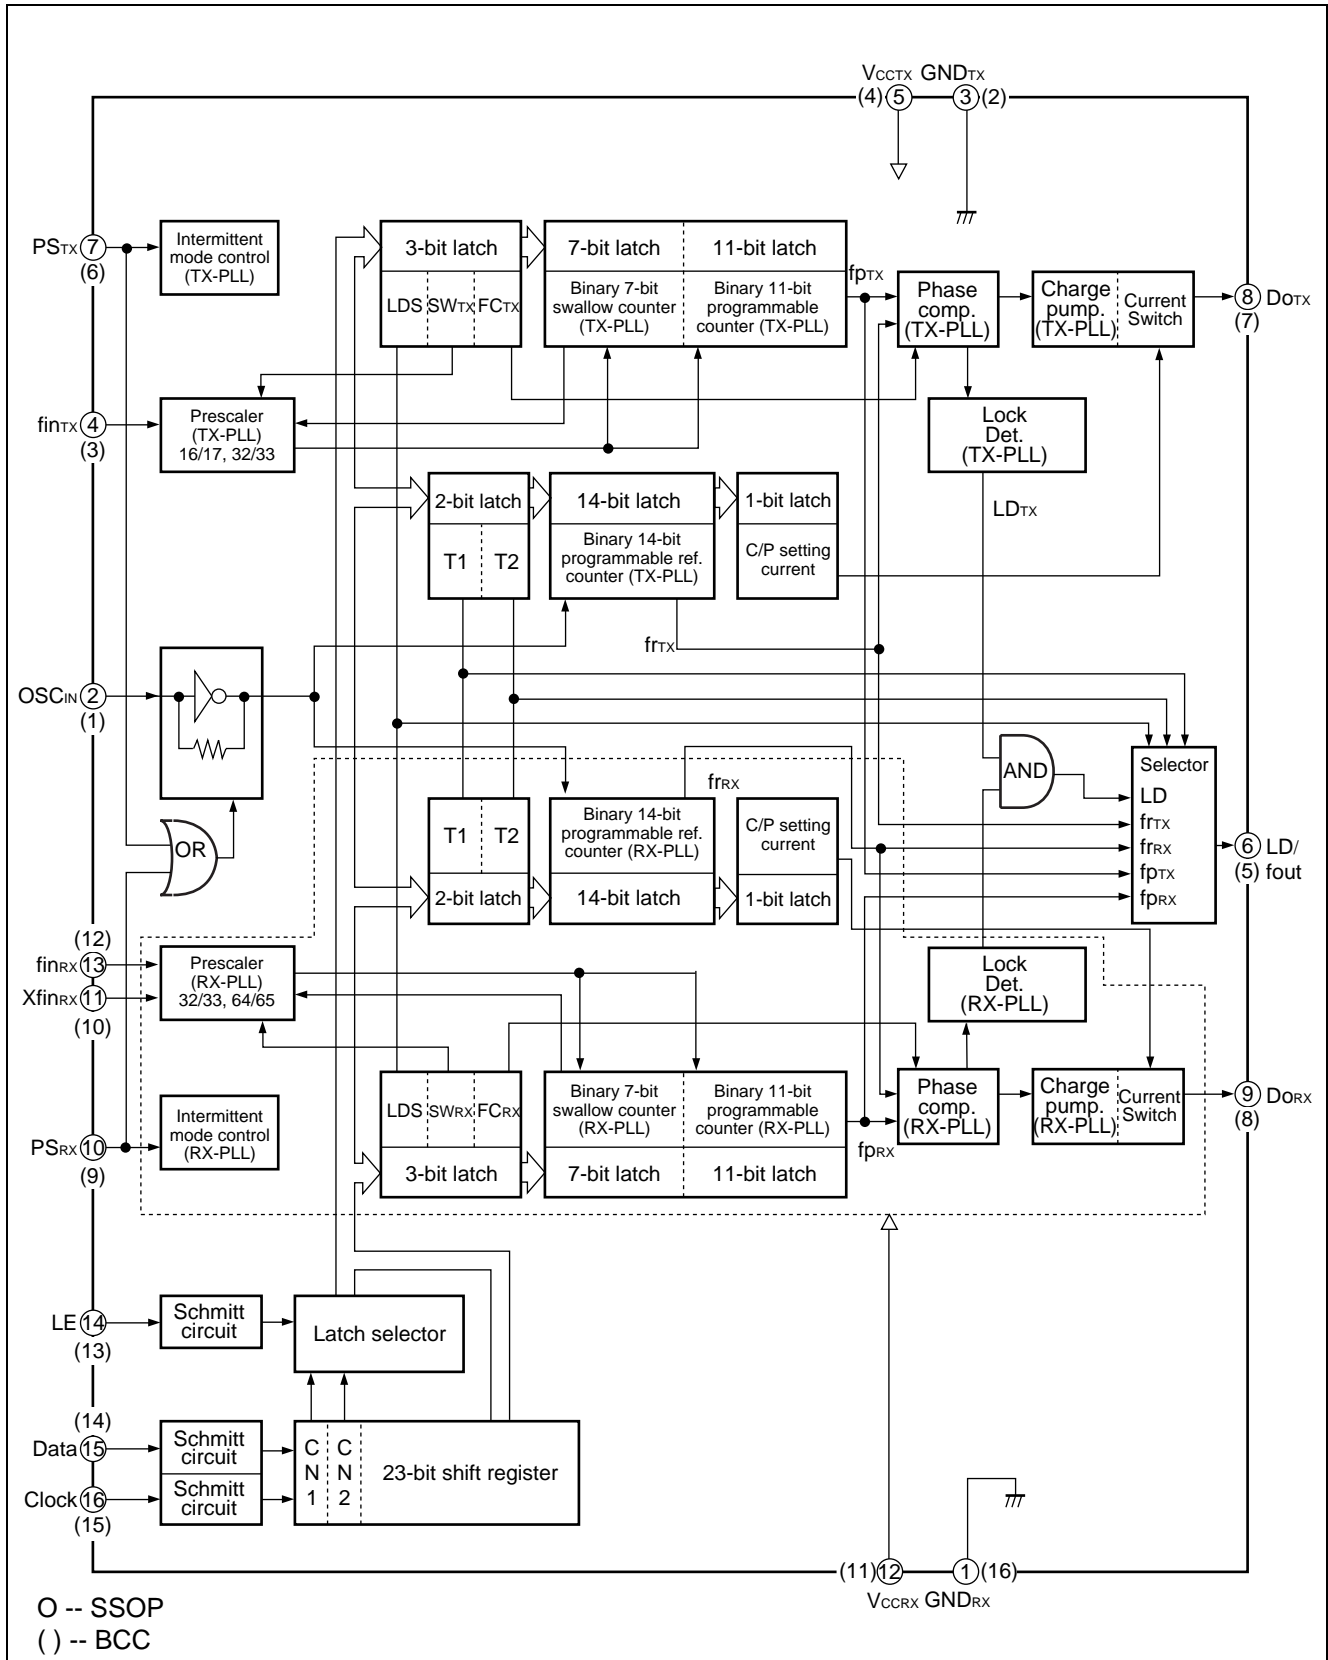 VCCTX GNDTX
(4) 5 3 (2)
PSTX 7
(6)
Intermittent
mode control
(TX-PLL)
3-bit latch
LDS SWTX FCTX
7-bit latch
11-bit latch
Binary 7-bit
swallow counter
(TX-PLL)
Binary 11-bit
programmable
counter (TX-PLL)
fpTX
Phase
comp.
(TX-PLL)
Charge
pump.
(TX-PLL)
Current
Switch
8 DoTX
(7)
finTX 4
(3)
Prescaler
(TX-PLL)
16/17, 32/33
Lock
Det.
(TX-PLL)
LDTX
2-bit latch
T1 T2
14-bit latch
Binary 14-bit
programmable ref.
counter (TX-PLL)
1-bit latch
C/P setting
current
frTX
OSCIN 2
(1)
OR
AND
Selector
LD
frTX
frRX
fpTX
fpRX
6 LD/
(5) fout
frRX
T1 T2
2-bit latch
Binary 14-bit
programmable ref.
counter (RX-PLL)
14-bit latch
C/P setting
current
1-bit latch
(12)
finRX 13
XfinRX 11
(10)
Prescaler
(RX-PLL)
32/33, 64/65
Lock
Det.
(RX-PLL)
LDS SWRX FCRX
3-bit latch
Binary 7-bit
swallow counter
(RX-PLL)
Binary 11-bit
programmable
counter (RX-PLL)
7-bit latch
11-bit latch
fpRX
Phase
comp.
(RX-PLL)
Charge
pump.
(RX-PLL)
Current
Switch
9 DoRX
(8)
Intermittent
mode control
(RX-PLL)
PSRX 10
(9)
LE 14
(13)
Schmitt
circuit
Latch selector
(14)
Data 15
Clock 16
(15)
Schmitt
circuit
Schmitt
circuit
C
N
1
C
N
2
23-bit shift register
(11) 12 1 (16)
VCCRX GNDRX
O -- SSOP
( ) -- BCC